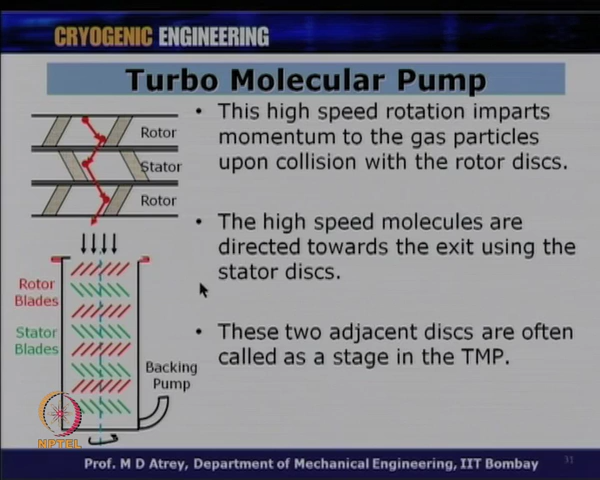 CRYOGENIC ENGINEERING
Turbo Molecular Pump
• This high speed rotation imparts
momentum to the gas particles
upon collision with the rotor discs.
• The high speed molecules are
directed towards the exit using the
stator discs.
• These two adjacent discs are often
called as a stage in the TMP.
Rotor
Stator
Rotor
Rotor
Blades
Stator
Blades
Backing
Pump
NPTEL
Prof. M D Atrey, Department of Mechanical Engineering, IIT Bombay
31